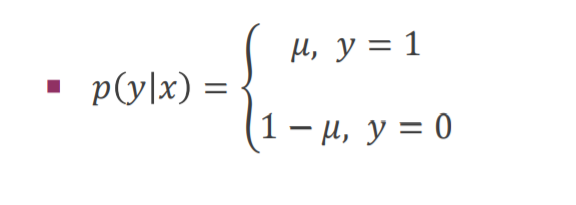 μ, y = 1
▪ p(y|x) = {
1 − μ, y = 0